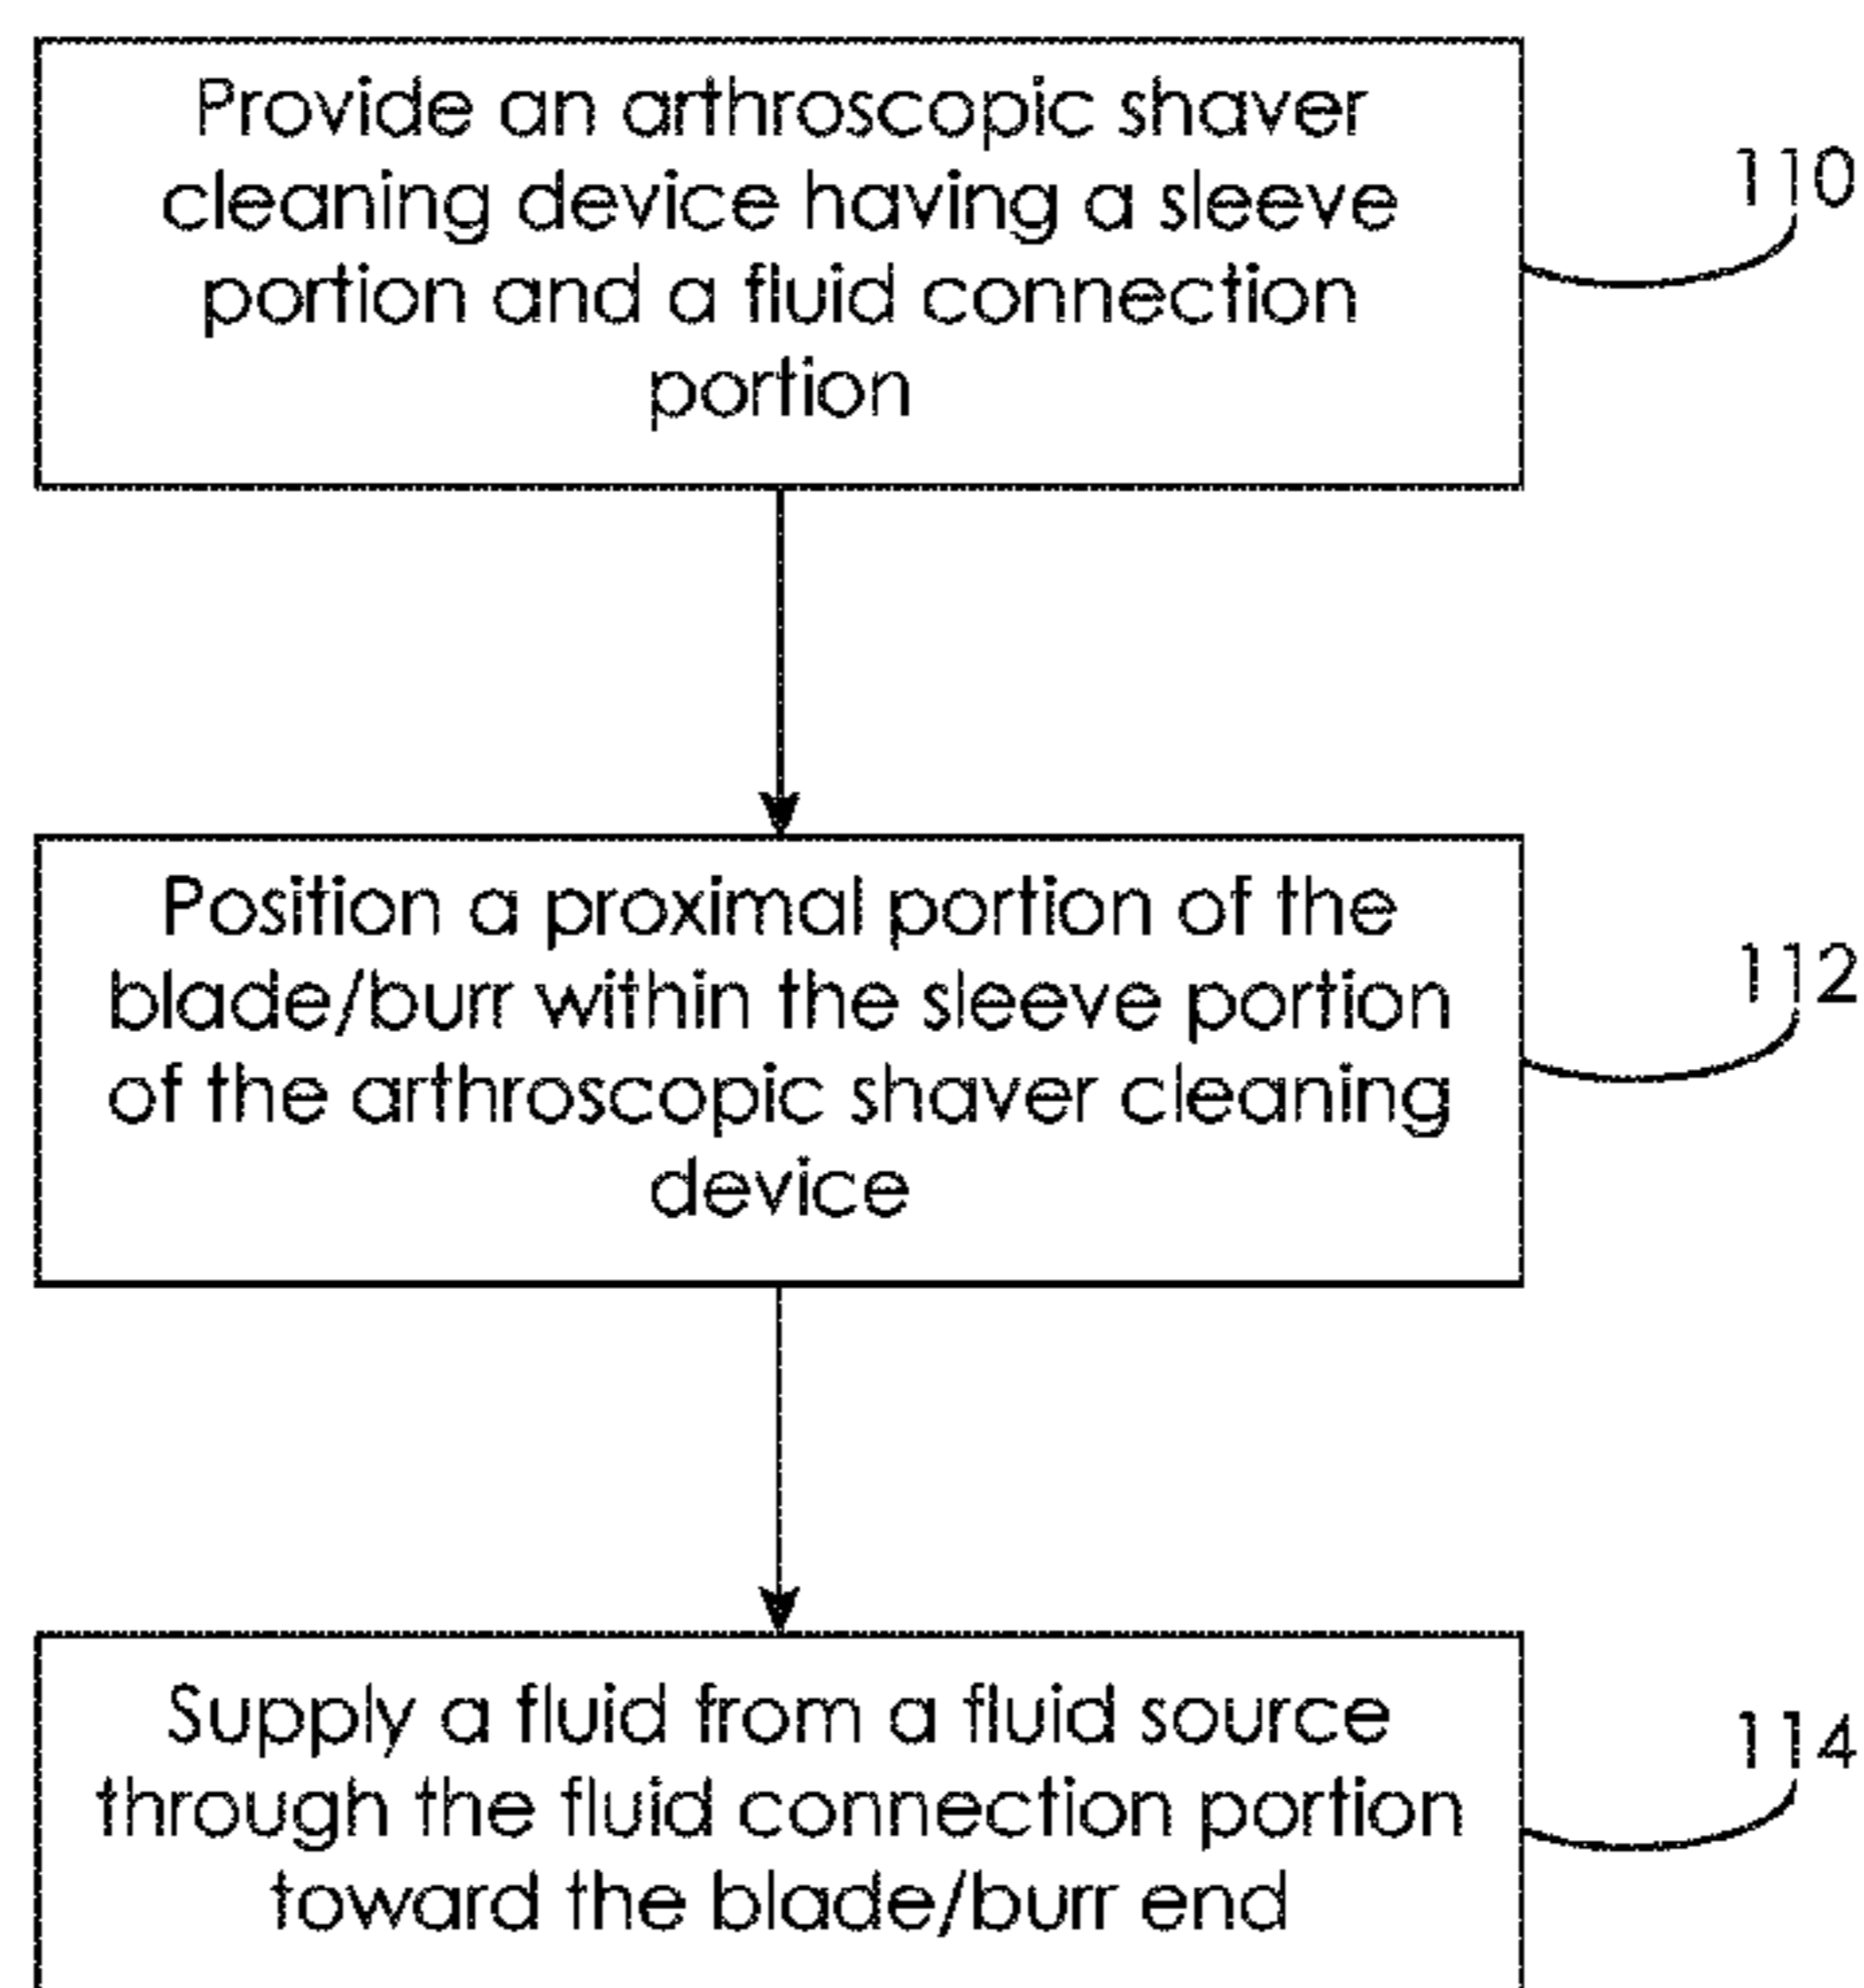 Provide an arthroscopic shaver
cleaning device having a sleeve
portion and a fluid connection
portion
110
Position a proximal portion of the
blade/burr within the sleeve portion
of the arthroscopic shaver cleaning
device
112
Supply a fluid from a fluid source
through the fluid connection portion
toward the blade/burr end
114